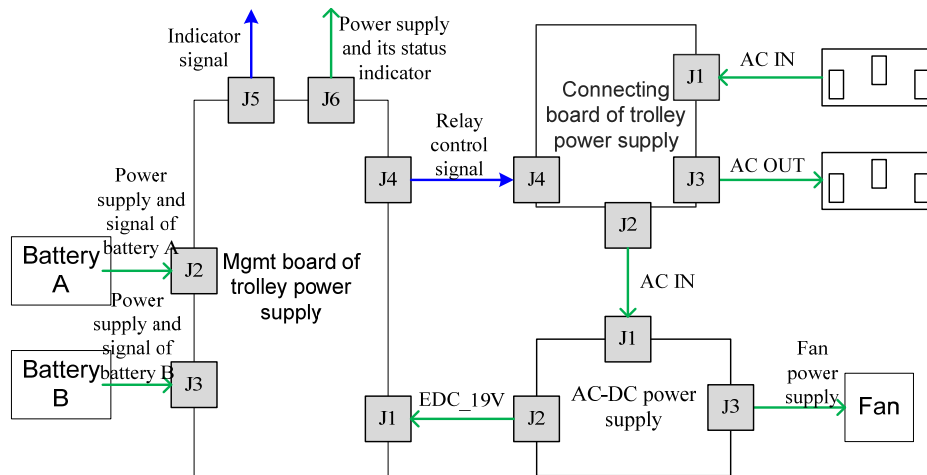 Indicator
signal
Power supply
and its status
indicator
J5
J6
Power
supply and
signal of
battery A
Battery
A
J2
Mgmt board of
trolley power
supply
Power
supply and
signal of
battery B
Battery
B
J3
J4
Relay
control
signal
J4
Connecting
board of trolley
power supply
J1
AC IN
J3
AC OUT
J2
AC IN
J1
AC-DC power
supply
J2
EDC_19V
J1
J3
Fan
power
supply
Fan